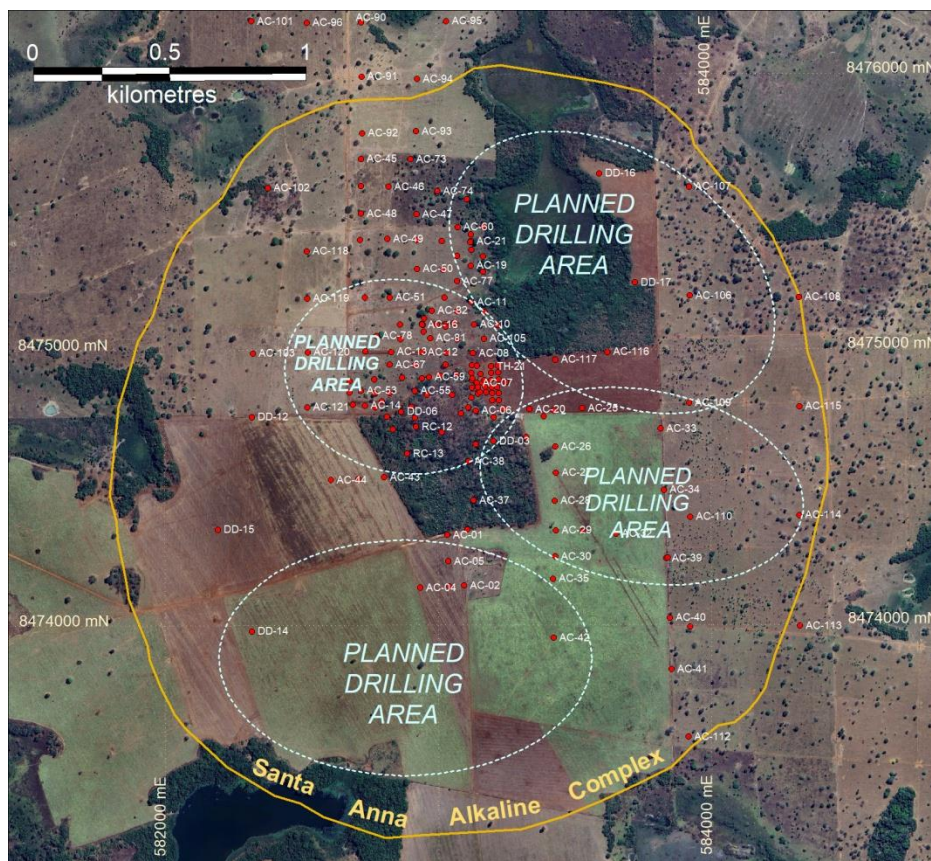 AC-101
AC-96
AC-90
AC-95
0 0.5 1
kilometres
584000 mE
8476000 mN
AC-91
AC-94
AC-92
AC-93
AC-45
AC-73
DD-16
AC-102
AC-46
AC-74
AC-107
PLANNED
DRILLING
AREA
AC-48
AC-47
AC-60
AC-118
AC-49
AC-21
AC-50
AC-19
AC-77
DD-17
AC-119
AC-51
AC-11
AC-106
AC-108
AC-82
AC-16
AC-10
AC-78
AC-81
AC-105
8475000 mN
PLANNED
DRILLING
AREA
AC-103
AC-120
AC-13
AC-12
AC-08
AC-117
AC-116
AC-67
TH-21
AC-59
AC-07
AC-53
AC-55
AC-121
AC-14
DD-06
AC-06
AC-20
AC-25
AC-109
AC-115
DD-12
RC-12
AC-33
DD-03
AC-26
RC-13
AC-38
AC-44
AC-43
PLANNED
DRILLING
AREA
AC-34
AC-37
AC-110
AC-114
DD-15
AC-01
AC-29
AC-05
AC-30
AC-39
AC-04
AC-02
AC-35
8474000 mN
8474000 mN
AC-40
AC-113
DD-14
AC-42
PLANNED
DRILLING
AREA
AC-41
AC-112
Santa Anna Alkaline Complex
582000 mE
584000 mE